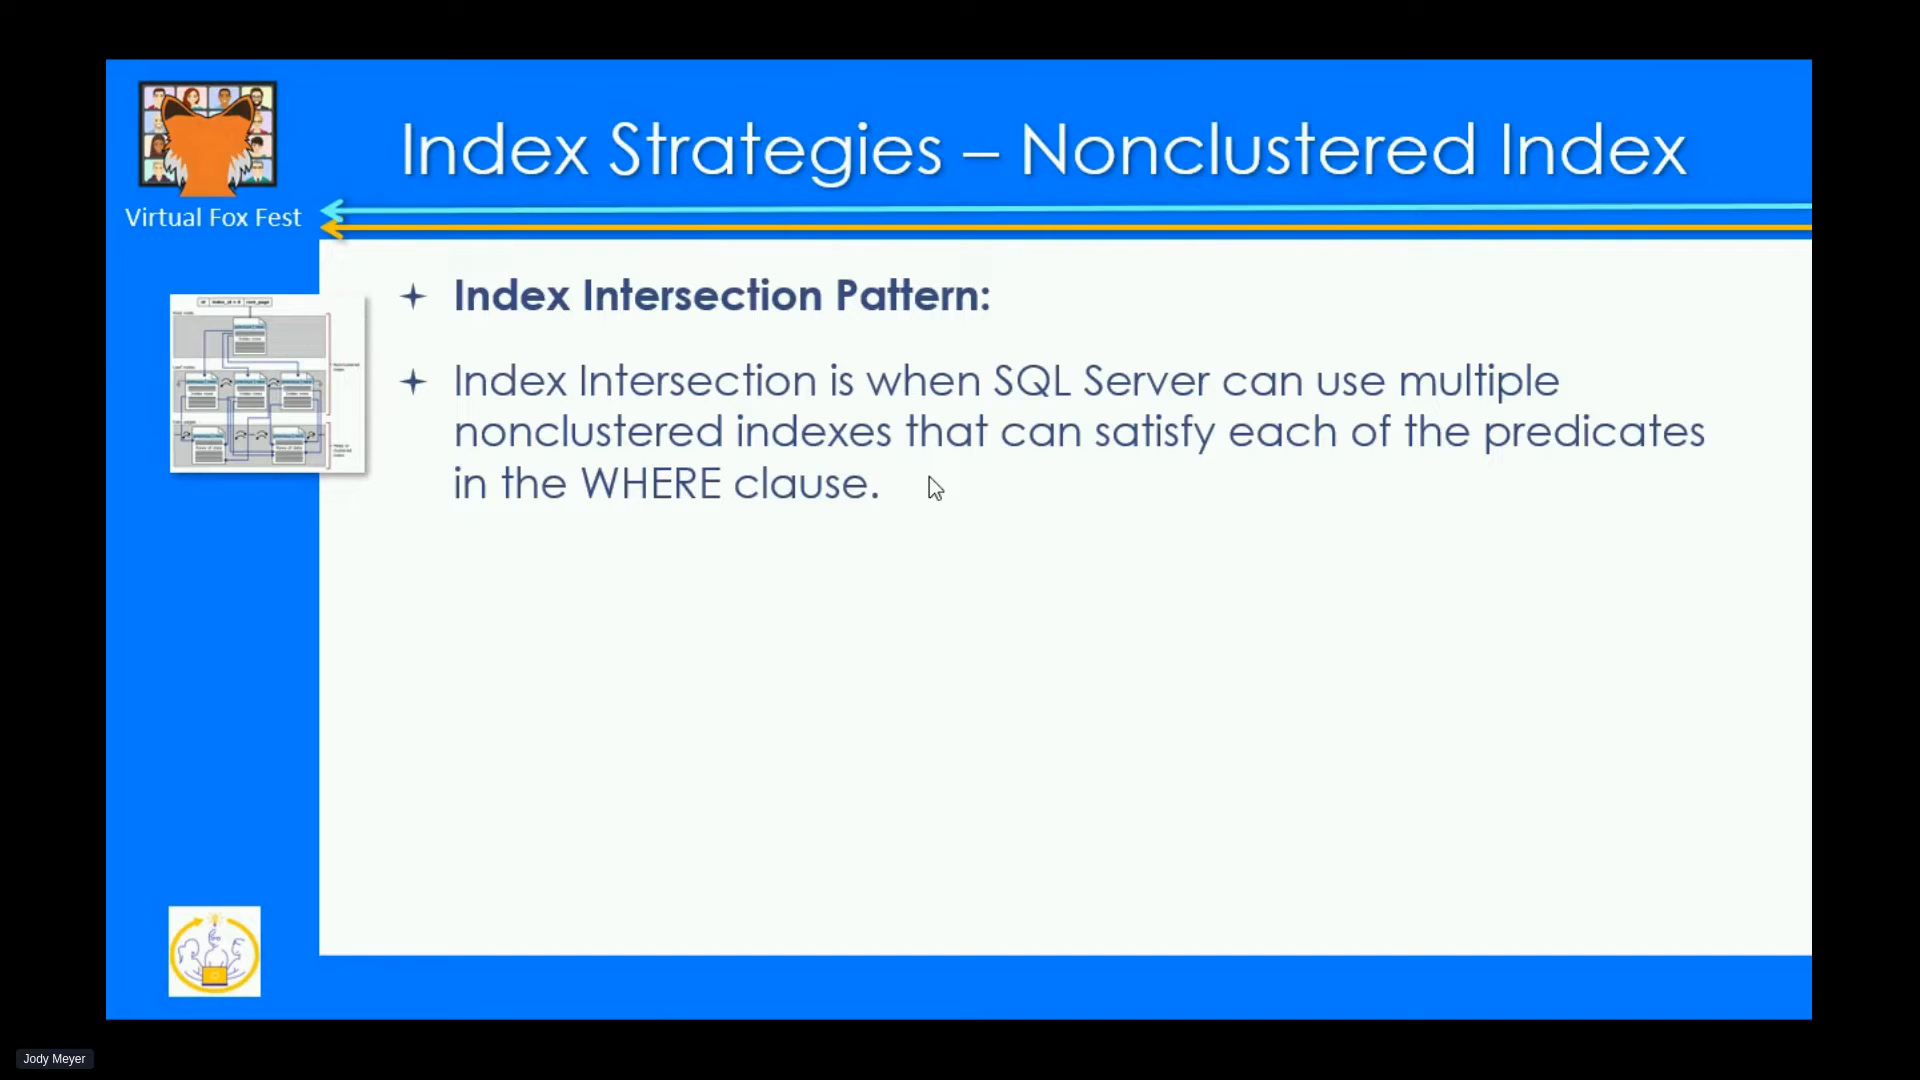 Index Strategies – Nonclustered Index
Virtual Fox Fest
Index Intersection Pattern:
Index Intersection is when SQL Server can use multiple
nonclustered indexes that can satisfy each of the predicates
in the WHERE clause.
Jody Meyer